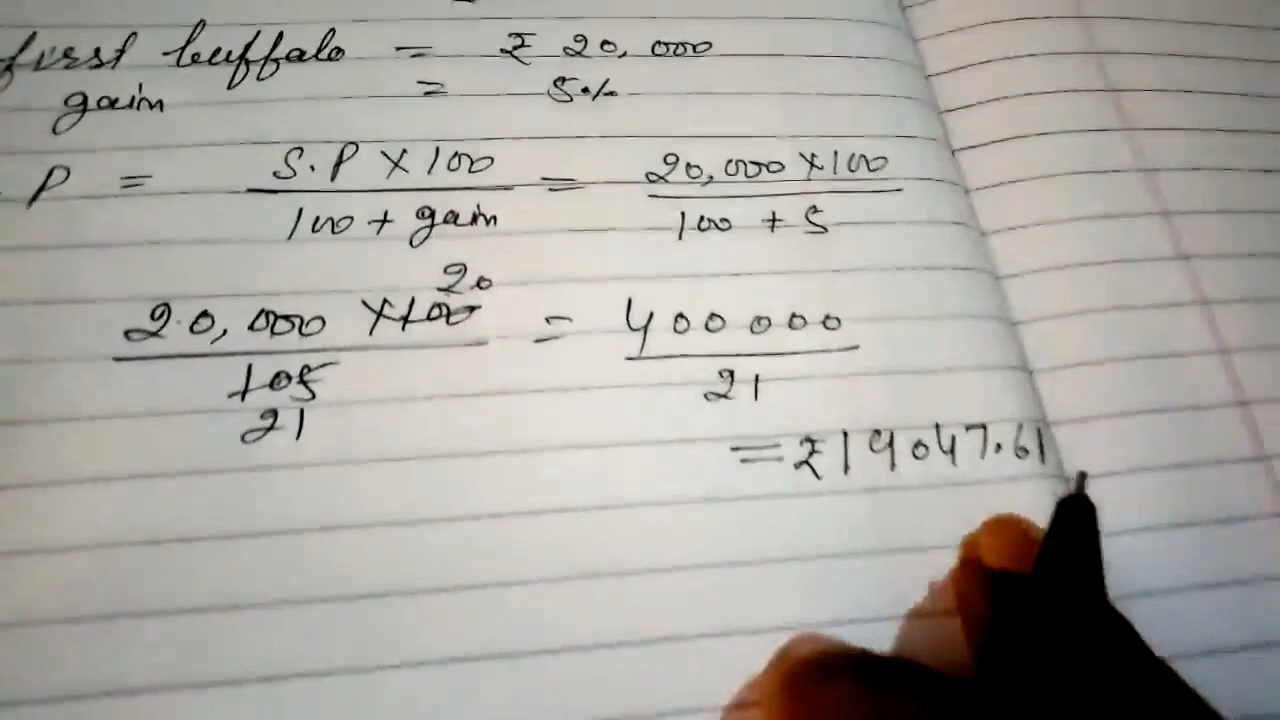 first buffalo = ₹ 20,000
gain = 5%
P = S.P × 100 / 100 + gain = 20,000 × 100 / 100 + 5
20
20,000 × 100 / 105 = 400000 / 21
21
= ₹ 19047.61